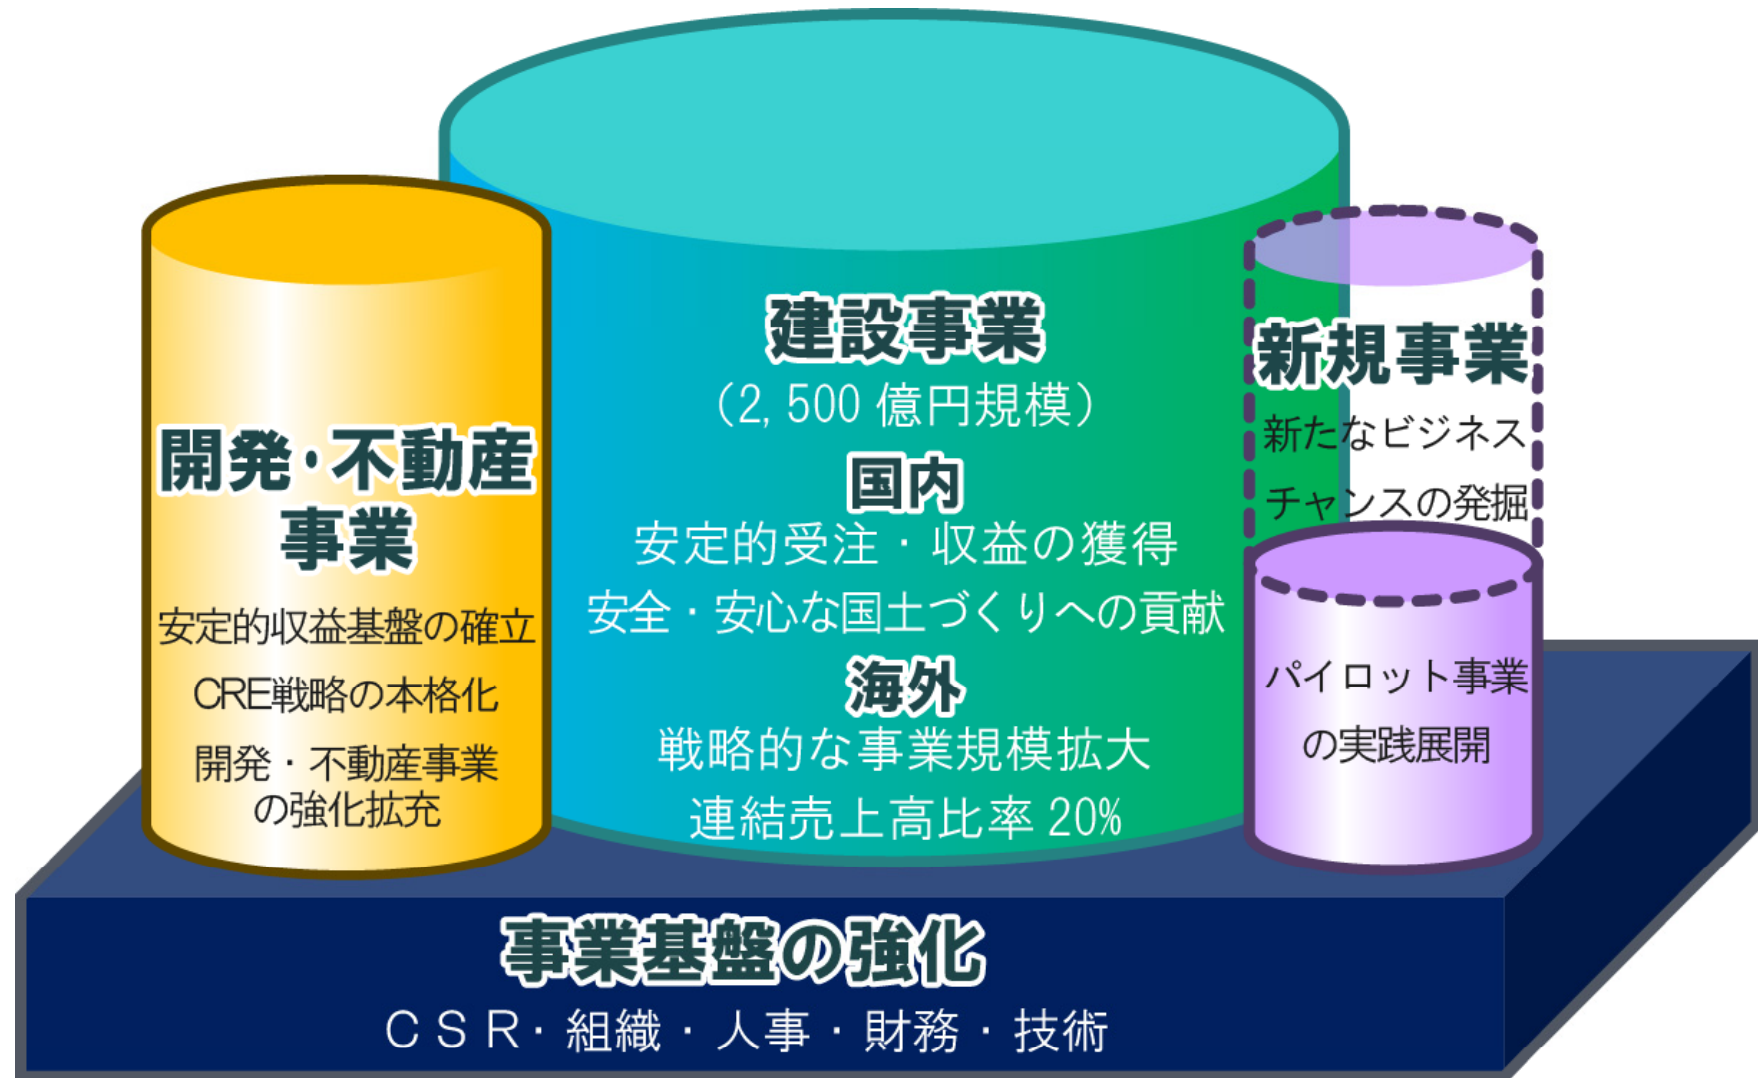 建設事業
（2,500 億円規模）
国内
安定的受注・収益の獲得
安全・安心な国土づくりへの貢献
海外
戦略的な事業規模拡大
連結売上高比率 20%
開発・不動産
事業
安定的収益基盤の確立
CRE戦略の本格化
開発・不動産事業
の強化拡充
新規事業
新たなビジネス
チャンスの発掘
パイロット事業
の実践展開
事業基盤の強化
ＣＳＲ・組織・人事・財務・技術